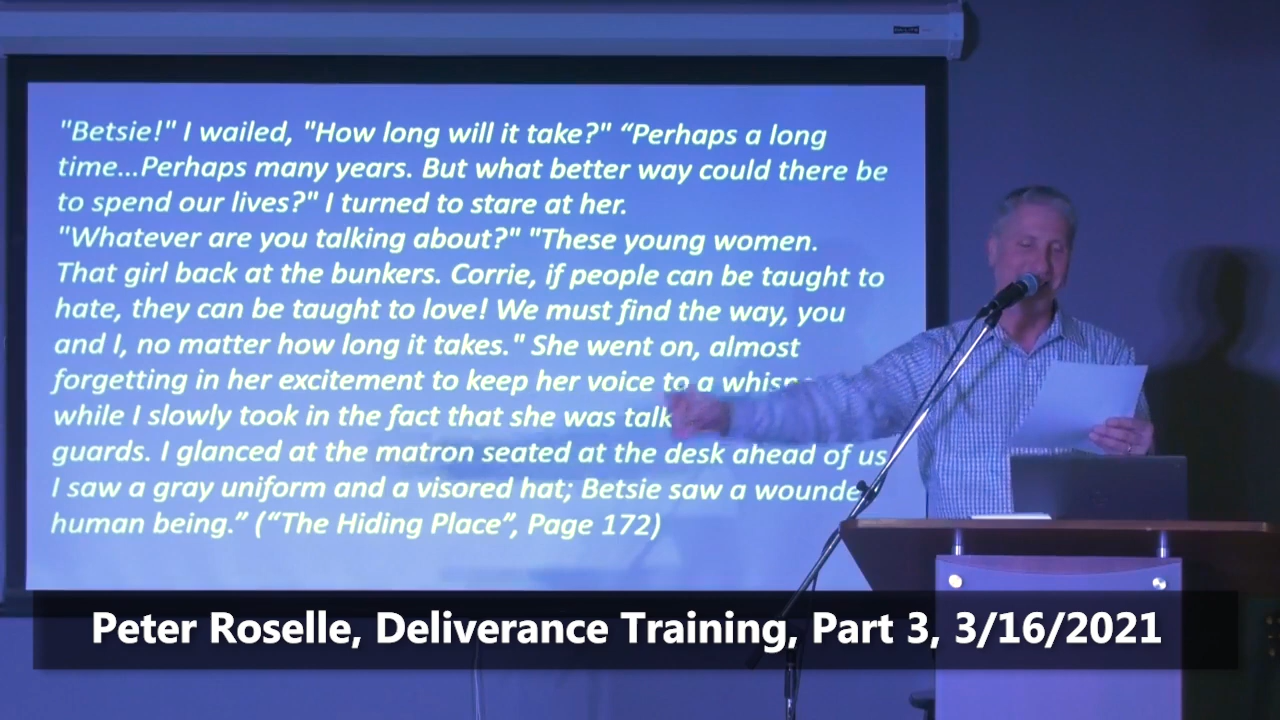 "Betsie!" I wailed, "How long will it take?" “Perhaps a long
time...Perhaps many years. But what better way could there be
to spend our lives?" I turned to stare at her.
"Whatever are you talking about?" "These young women.
That girl back at the bunkers. Corrie, if people can be taught to
hate, they can be taught to love! We must find the way, you
and I, no matter how long it takes." She went on, almost
forgetting in her excitement to keep her voice to a
while I slowly took in the fact that she was
guards. I glanced at the matron seated at the desk ahead of us
I saw a gray uniform and a visored hat; Betsie saw a
human being.” (“The Hiding Place”, Page 172)
Peter Roselle, Deliverance Training, Part 3, 3/16/2021